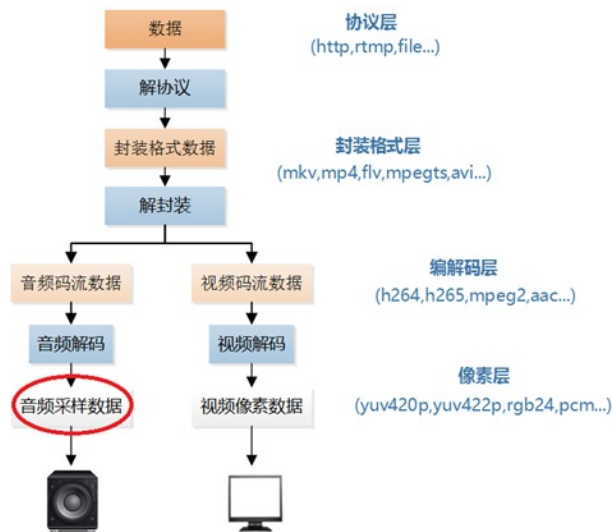 数据
协议层
(http,rtmp,file...)
解协议
封装格式数据
封装格式层
(mkv,mp4,flv,mpegts,avi...)
解封装
音频码流数据
视频码流数据
编解码层
(h264,h265,mpeg2,aac...)
音频解码
视频解码
音频采样数据
视频像素数据
像素层
(yuv420p,yuv422p,rgb24,pcm...)